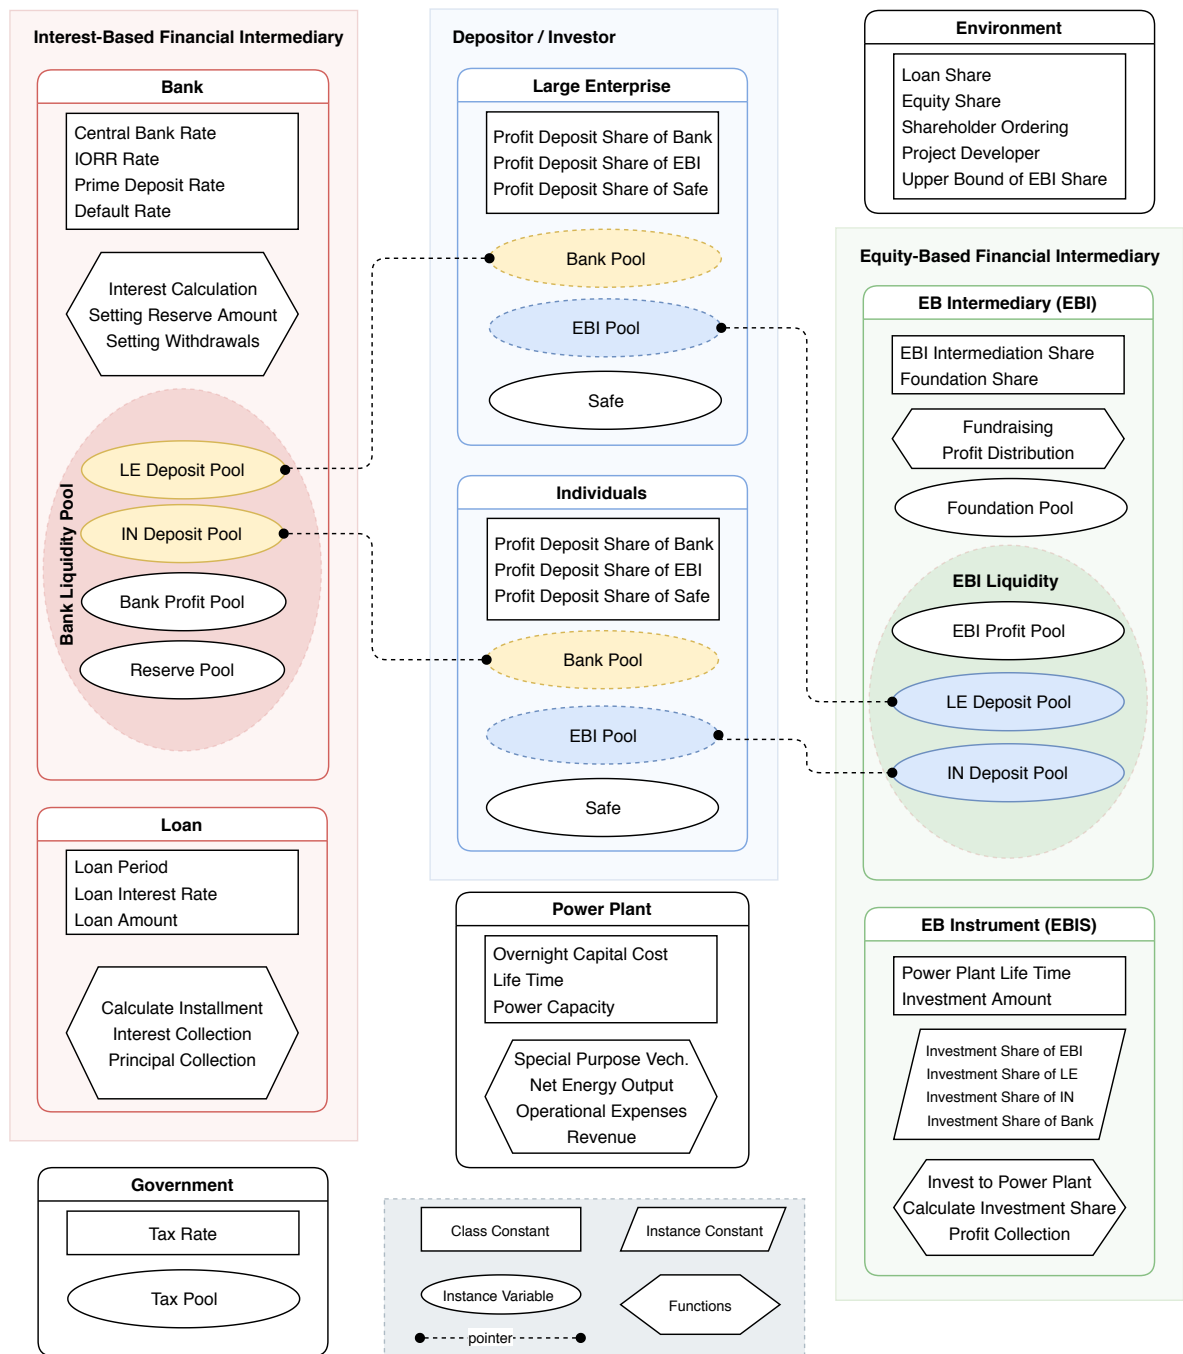 Interest-Based Financial Intermediary
Bank
Central Bank Rate
IORR Rate
Prime Deposit Rate
Default Rate
Interest Calculation
Setting Reserve Amount
Setting Withdrawals
Bank Liquidity Pool
LE Deposit Pool
IN Deposit Pool
Bank Profit Pool
Reserve Pool
Loan
Loan Period
Loan Interest Rate
Loan Amount
Calculate Installment
Interest Collection
Principal Collection
Government
Tax Rate
Tax Pool
Depositor / Investor
Large Enterprise
Profit Deposit Share of Bank
Profit Deposit Share of EBI
Profit Deposit Share of Safe
Bank Pool
EBI Pool
Safe
Individuals
Profit Deposit Share of Bank
Profit Deposit Share of EBI
Profit Deposit Share of Safe
Bank Pool
EBI Pool
Safe
Power Plant
Overnight Capital Cost
Life Time
Power Capacity
Special Purpose Vech.
Net Energy Output
Operational Expenses
Revenue
Class Constant
Instance Constant
Instance Variable
Functions
pointer
Environment
Loan Share
Equity Share
Shareholder Ordering
Project Developer
Upper Bound of EBI Share
Equity-Based Financial Intermediary
EB Intermediary (EBI)
EBI Intermediation Share
Foundation Share
Fundraising
Profit Distribution
Foundation Pool
EBI Liquidity
EBI Profit Pool
LE Deposit Pool
IN Deposit Pool
EB Instrument (EBIS)
Power Plant Life Time
Investment Amount
Investment Share of EBI
Investment Share of LE
Investment Share of IN
Investment Share of Bank
Invest to Power Plant
Calculate Investment Share
Profit Collection